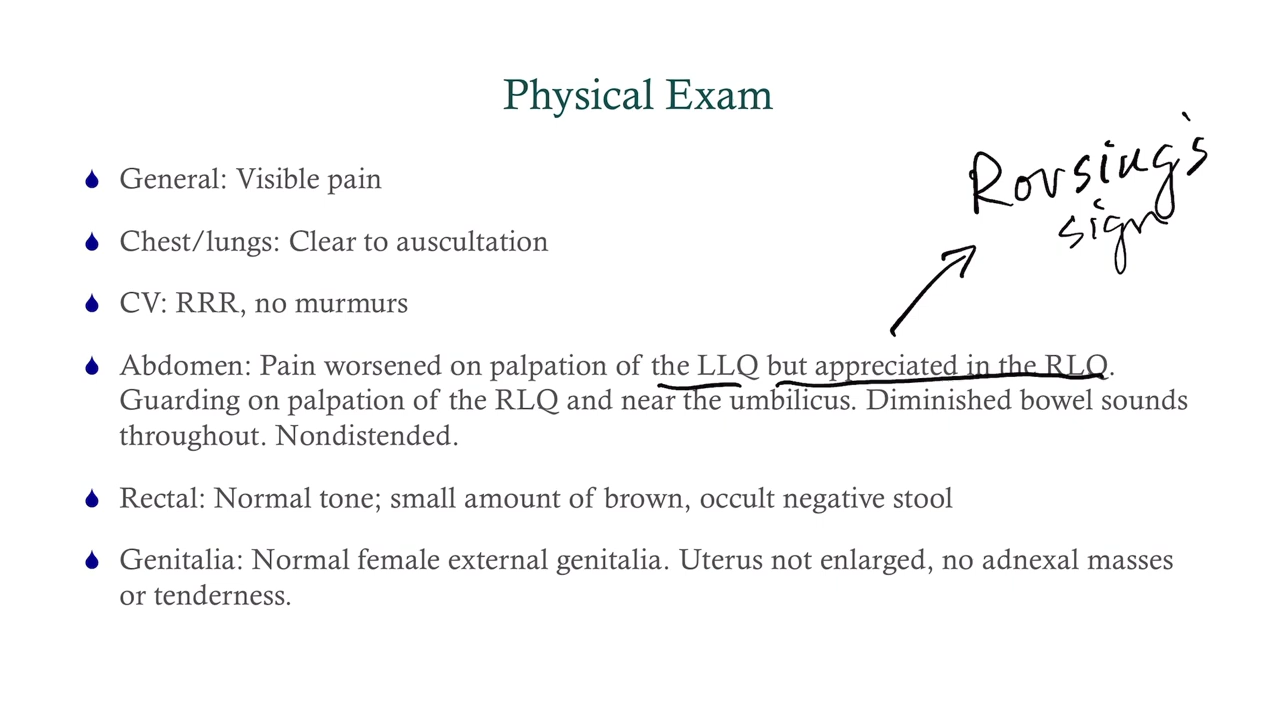 Physical Exam
Rovsing's
sign
General: Visible pain
Chest/lungs: Clear to auscultation
CV: RRR, no murmurs
Abdomen: Pain worsened on palpation of the LLQ but appreciated in the RLQ.
Guarding on palpation of the RLQ and near the umbilicus. Diminished bowel sounds
throughout. Nondistended.
Rectal: Normal tone; small amount of brown, occult negative stool
Genitalia: Normal female external genitalia. Uterus not enlarged, no adnexal masses
or tenderness.